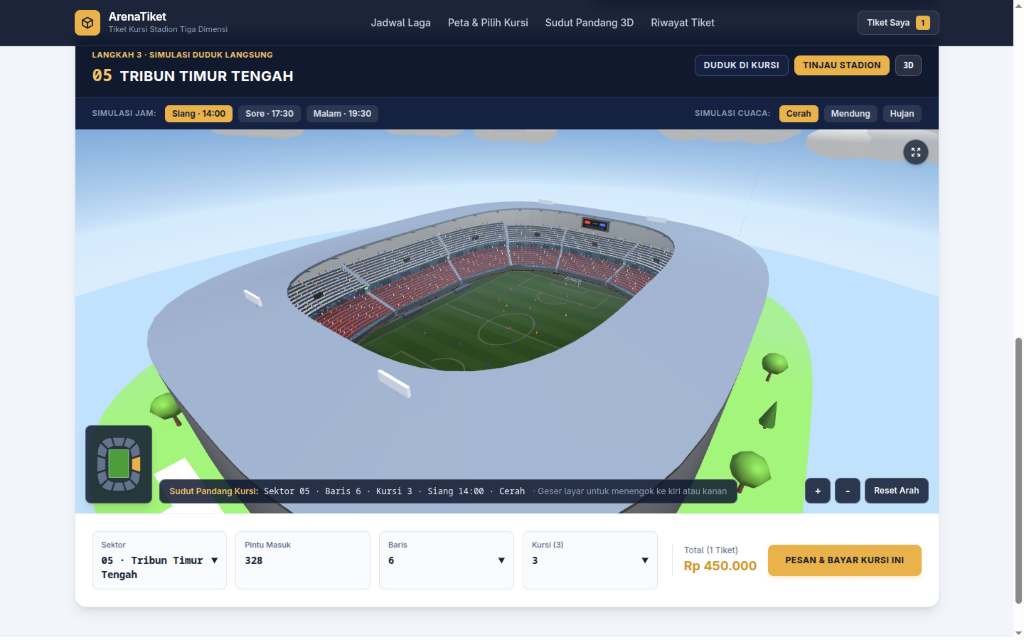 ArenaTiket
Tiket Kursi Stadion Tiga Dimensi
Jadwal Laga
Peta & Pilih Kursi
Sudut Pandang 3D
Riwayat Tiket
Tiket Saya 1
LANGKAH 3 · SIMULASI DUDUK LANGSUNG
05 TRIBUN TIMUR TENGAH
DUDUK DI KURSI
TINJAU STADION
3D
SIMULASI JAM:
Siang · 14:00
Sore · 17:30
Malam · 19:30
SIMULASI CUACA:
Cerah
Mendung
Hujan
Sudut Pandang Kursi: Sektor 05 · Baris 6 · Kursi 3 · Siang 14:00 · Cerah · Geser layar untuk menengok ke kiri atau kanan
+
-
Reset Arah
Sektor
05 · Tribun Timur
Tengah
Pintu Masuk
328
Baris
6
Kursi (3)
3
Total (1 Tiket)
Rp 450.000
PESAN & BAYAR KURSI INI